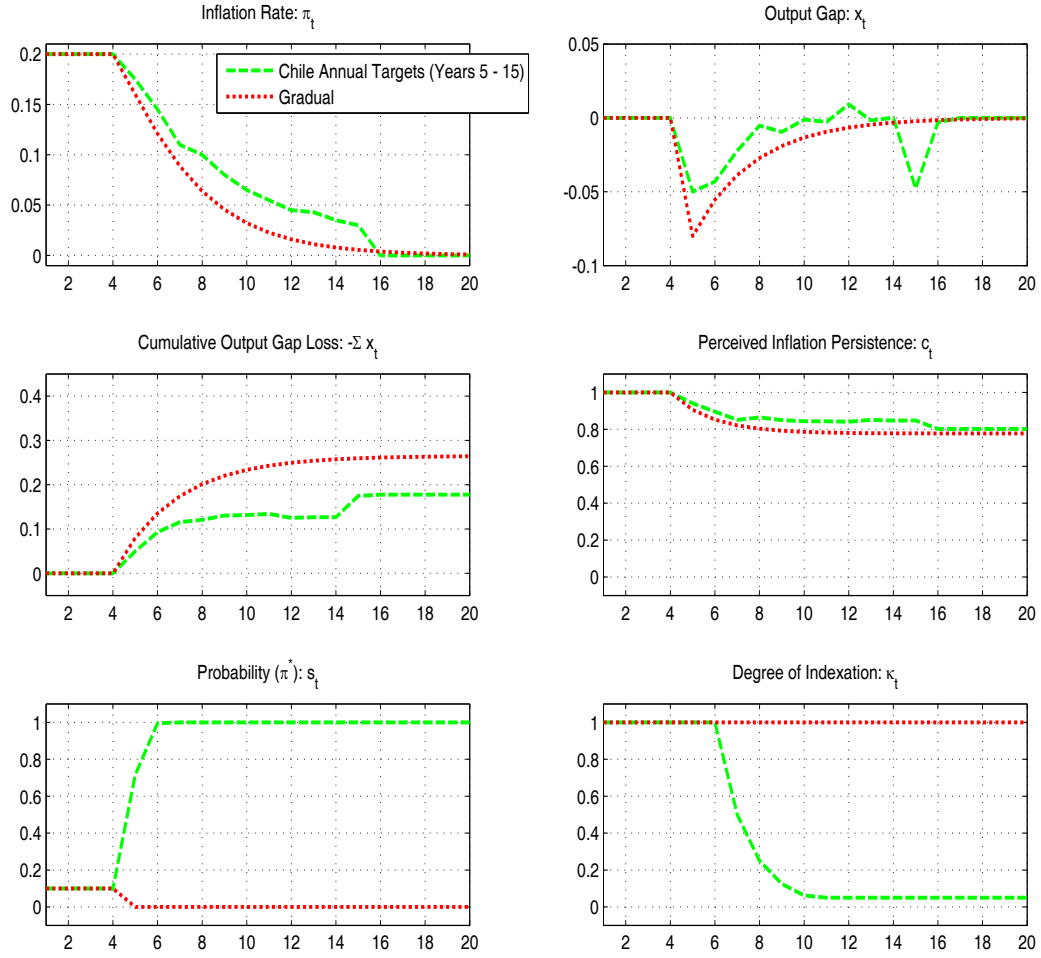 Inflation Rate: π_t
0.2
0.15
0.1
0.05
0
2 4 6 8 10 12 14 16 18 20
Chile Annual Targets (Years 5 - 15)
Gradual
Output Gap: x_t
0.05
0
-0.05
-0.1
2 4 6 8 10 12 14 16 18 20
Cumulative Output Gap Loss: -Σ x_t
0.4
0.3
0.2
0.1
0
2 4 6 8 10 12 14 16 18 20
Perceived Inflation Persistence: c_t
1
0.8
0.6
0.4
0.2
0
2 4 6 8 10 12 14 16 18 20
Probability (π*): s_t
1
0.8
0.6
0.4
0.2
0
2 4 6 8 10 12 14 16 18 20
Degree of Indexation: κ_t
1
0.8
0.6
0.4
0.2
0
2 4 6 8 10 12 14 16 18 20